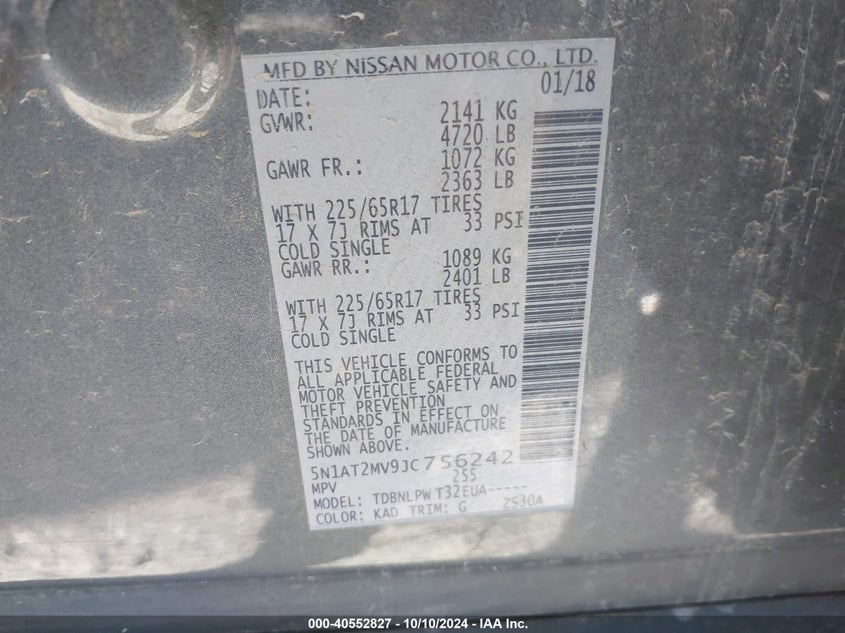 MFD BY NISSAN MOTOR CO., LTD.
DATE: 01/18
GVWR: 2141 KG
4720 LB
GAWR FR.: 1072 KG
2363 LB
WITH 225/65R17 TIRES
17 X 7J RIMS AT 33 PSI
COLD SINGLE
GAWR RR.: 1089 KG
2401 LB
WITH 225/65R17 TIRES
17 X 7J RIMS AT 33 PSI
COLD SINGLE
THIS VEHICLE CONFORMS TO
ALL APPLICABLE FEDERAL
MOTOR VEHICLE SAFETY AND
THEFT PREVENTION
STANDARDS IN EFFECT ON
THE DATE OF MANUFACTURE
SHOWN ABOVE.
5N1AT2MV9JC756242
MPV 255
MODEL: TDBNLPW T32EUA-----
COLOR: KAD TRIM: G ZS30A
000-40552827 - 10/10/2024 - IAA Inc.